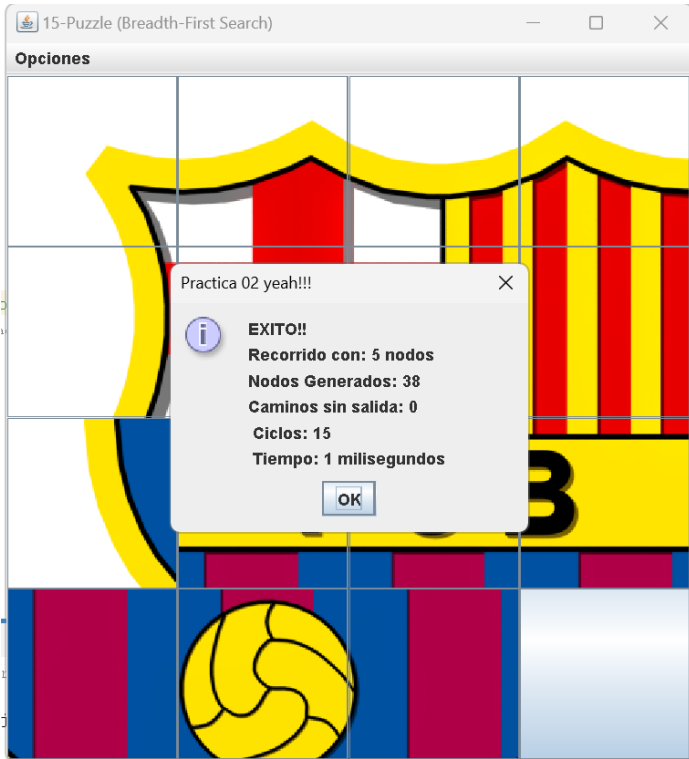 15-Puzzle (Breadth-First Search)
Opciones
Practica 02 yeah!!!
EXITO!!
Recorrido con: 5 nodos
Nodos Generados: 38
Caminos sin salida: 0
Ciclos: 15
Tiempo: 1 milisegundos
OK
B